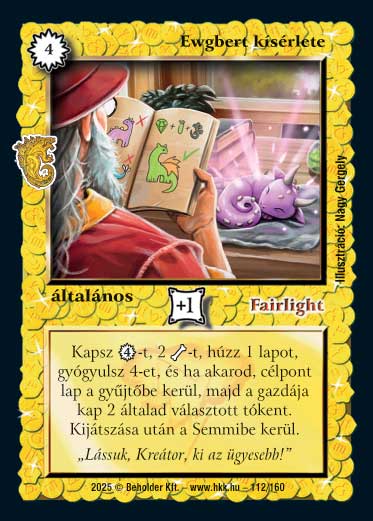 4
Ewgbert kísérlete
Illusztráció: Nagy Gergely
általános
+1
Fairlight
Kapsz 4-t, 2 -t, húzz 1 lapot,
gyógyulsz 4-et, és ha akarod, célpont
lap a gyűjtőbe kerül, majd a gazdája
kap 2 általad választott tókent.
Kijátszása után a Semmibe kerül.
„Lássuk, Kreátor, ki az ügyesebb!”
2025 © Beholder Kft. – www.hkk.hu – 112/160